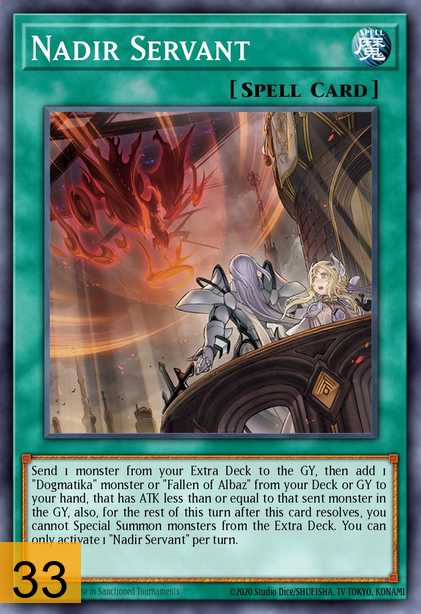 NADIR SERVANT
SPELL
魔
[SPELL CARD]
Send 1 monster from your Extra Deck to the GY, then add 1
"Dogmatika" monster or "Fallen of Albaz" from your Deck or GY to
your hand, that has ATK less than or equal to that sent monster in
the GY, also, for the rest of this turn after this card resolves, you
cannot Special Summon monsters from the Extra Deck. You can
only activate 1 "Nadir Servant" per turn.
33
in Sanctioned Tournaments
©2020 Studio Dice/SHUEISHA, TV TOKYO, KONAMI